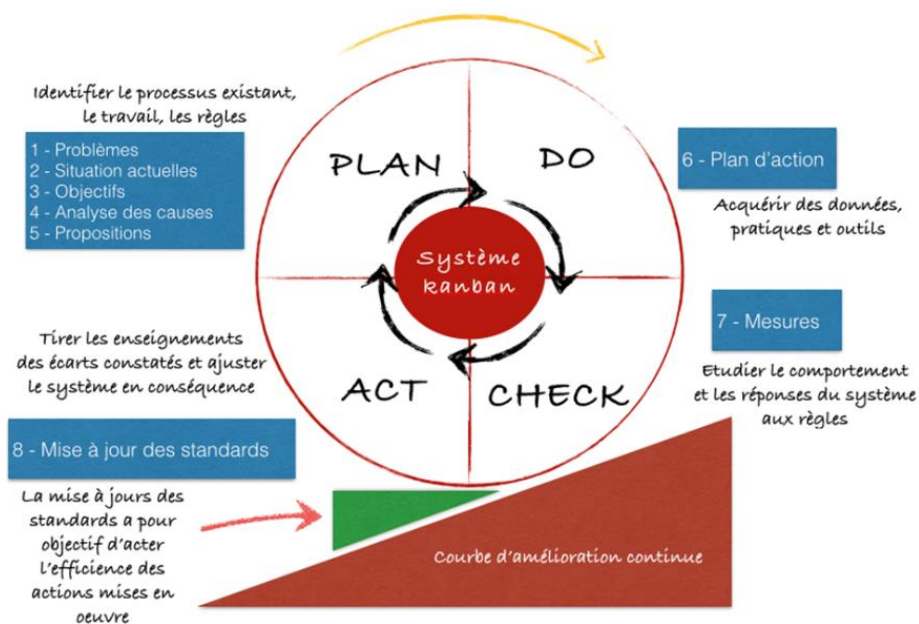 Identifier le processus existant,
le travail, les règles
1 - Problèmes
2 - Situation actuelles
3 - Objectifs
4 - Analyse des causes
5 - Propositions
PLAN
DO
6 - Plan d'action
Acquérir des données,
pratiques et outils
Système
kanban
7 - Mesures
Etudier le comportement
et les réponses du système
aux règles
Tirer les enseignements
des écarts constatés et ajuster
le système en conséquence
ACT
CHECK
8 - Mise à jour des standards
La mise à jours des
standards a pour
objectif d'acter
l'efficience des
actions mises en
oeuvre
Courbe d'amélioration continue